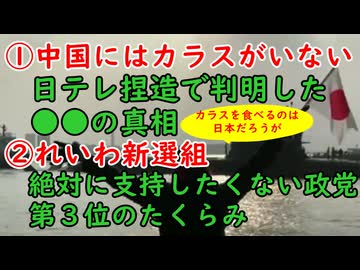 ①中国にはカラスがいない
日テレ捏造で判明した
●●の真相
カラスを食べるのは
日本だろうが
②れいわ新選組
絶対に支持したくない政党
第３位のたくらみ